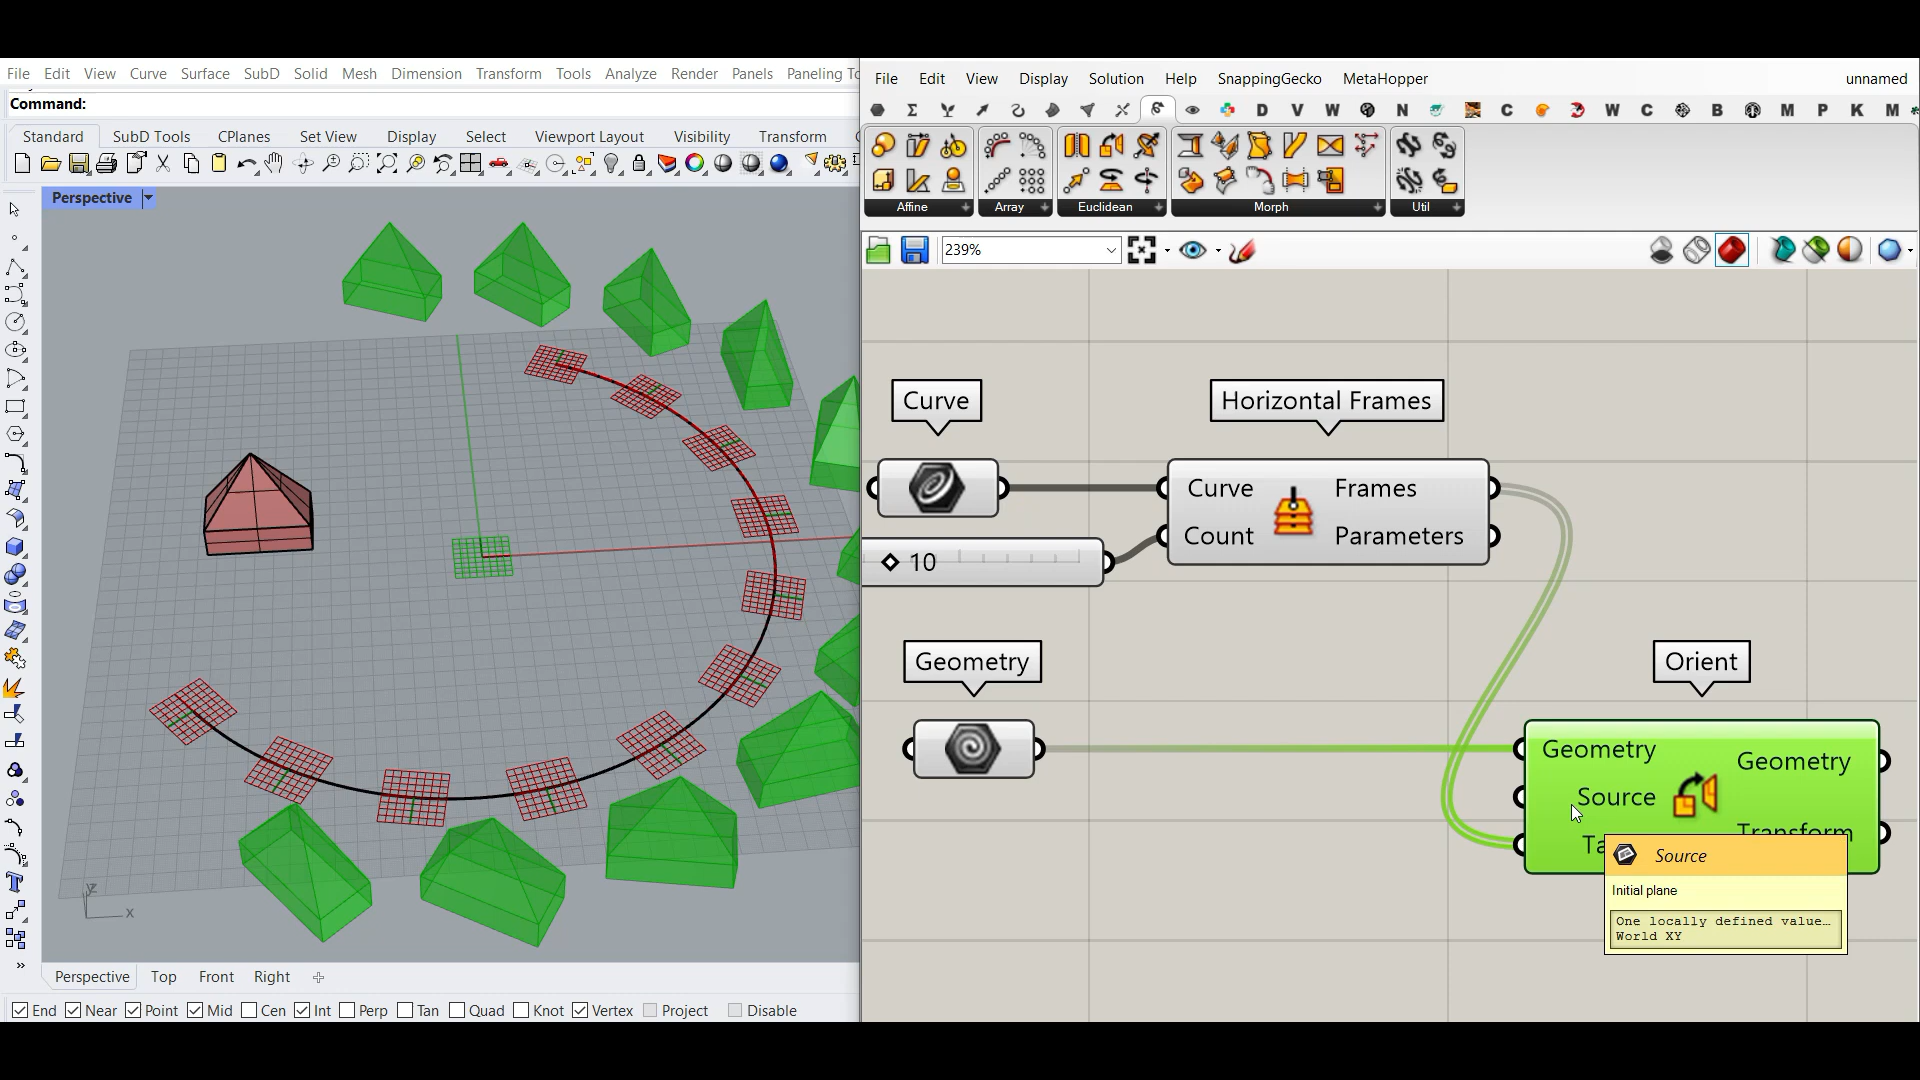 File Edit View Curve Surface SubD Solid Mesh Dimension Transform Tools Analyze Render Panels Paneling To
Command:
Standard SubD Tools CPlanes Set View Display Select Viewport Layout Visibility Transform
Perspective
z
y
x
Perspective Top Front Right
End Near Point Mid Cen Int Perp Tan Quad Knot Vertex Project Disable
File Edit View Display Solution Help SnappingGecko MetaHopper unnamed
D V W N C W C B M P K M
Affine Array Euclidean Morph Util
239%
Curve
Horizontal Frames
Curve Frames
Count Parameters
10
Geometry
Orient
Geometry Geometry
Source
Ta Transform
Source
Initial plane
One locally defined value…
World XY